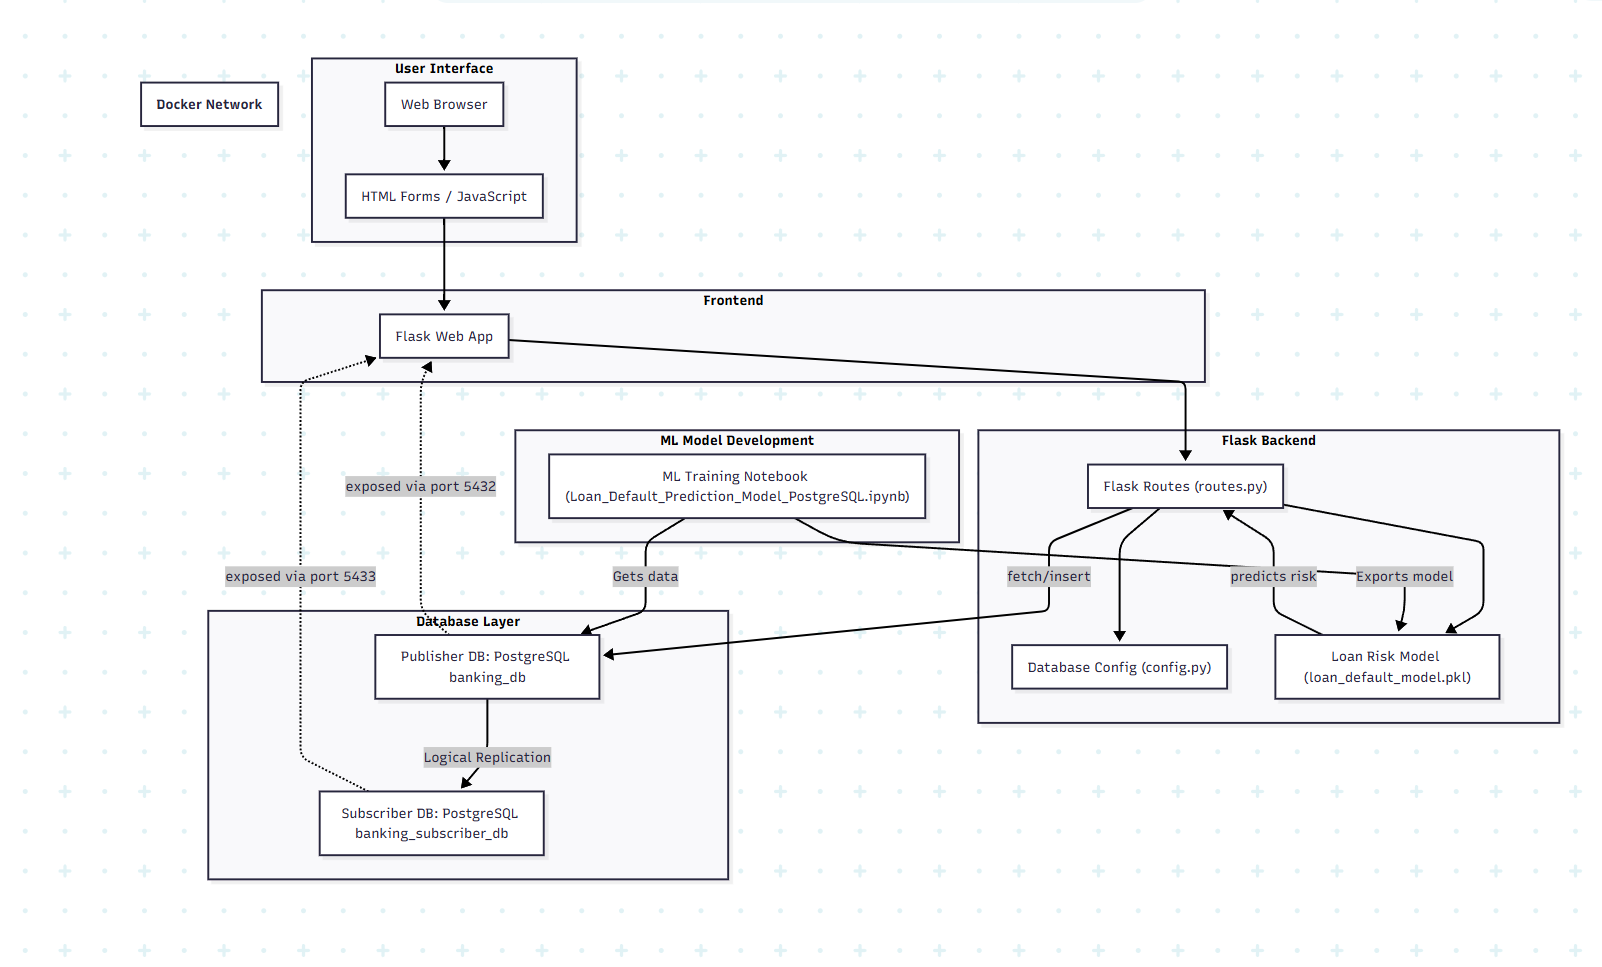 User Interface
Docker Network
Web Browser
HTML Forms / JavaScript
Frontend
Flask Web App
ML Model Development
ML Training Notebook
(Loan_Default_Prediction_Model_PostgreSQL.ipynb)
Flask Backend
Flask Routes (routes.py)
exposed via port 5432
exposed via port 5433
Gets data
fetch/insert
predicts risk
Exports model
Database Layer
Publisher DB: PostgreSQL
banking_db
Database Config (config.py)
Loan Risk Model
(loan_default_model.pkl)
Logical Replication
Subscriber DB: PostgreSQL
banking_subscriber_db